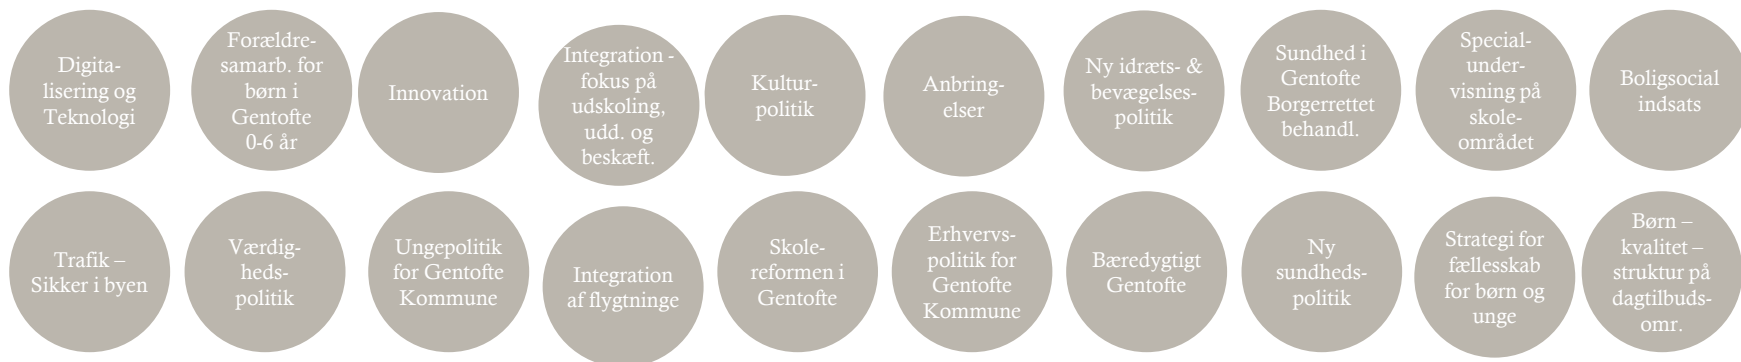 Digita-
lisering og
Teknologi
Forældre-
samarb. for
børn i
Gentofte
0-6 år
Innovation
Integration -
fokus på
udskoling,
udd. og
beskæft.
Kultur-
politik
Anbring-
elser
Ny idræts- &
bevægelses-
politik
Sundhed i
Gentofte
Borgerrettet
behandl.
Special-
under-
visning på
skole-
området
Boligsocial
indsats
Trafik –
Sikker i byen
Værdig-
heds-
politik
Ungepolitik
for Gentofte
Kommune
Integration
af flygtninge
Skole-
reformen i
Gentofte
Erhvervs-
politik for
Gentofte
Kommune
Bæredygtigt
Gentofte
Ny
sundheds-
politik
Strategi for
fællesskab
for børn og
unge
Børn –
kvalitet –
struktur på
dagtilbuds-
omr.